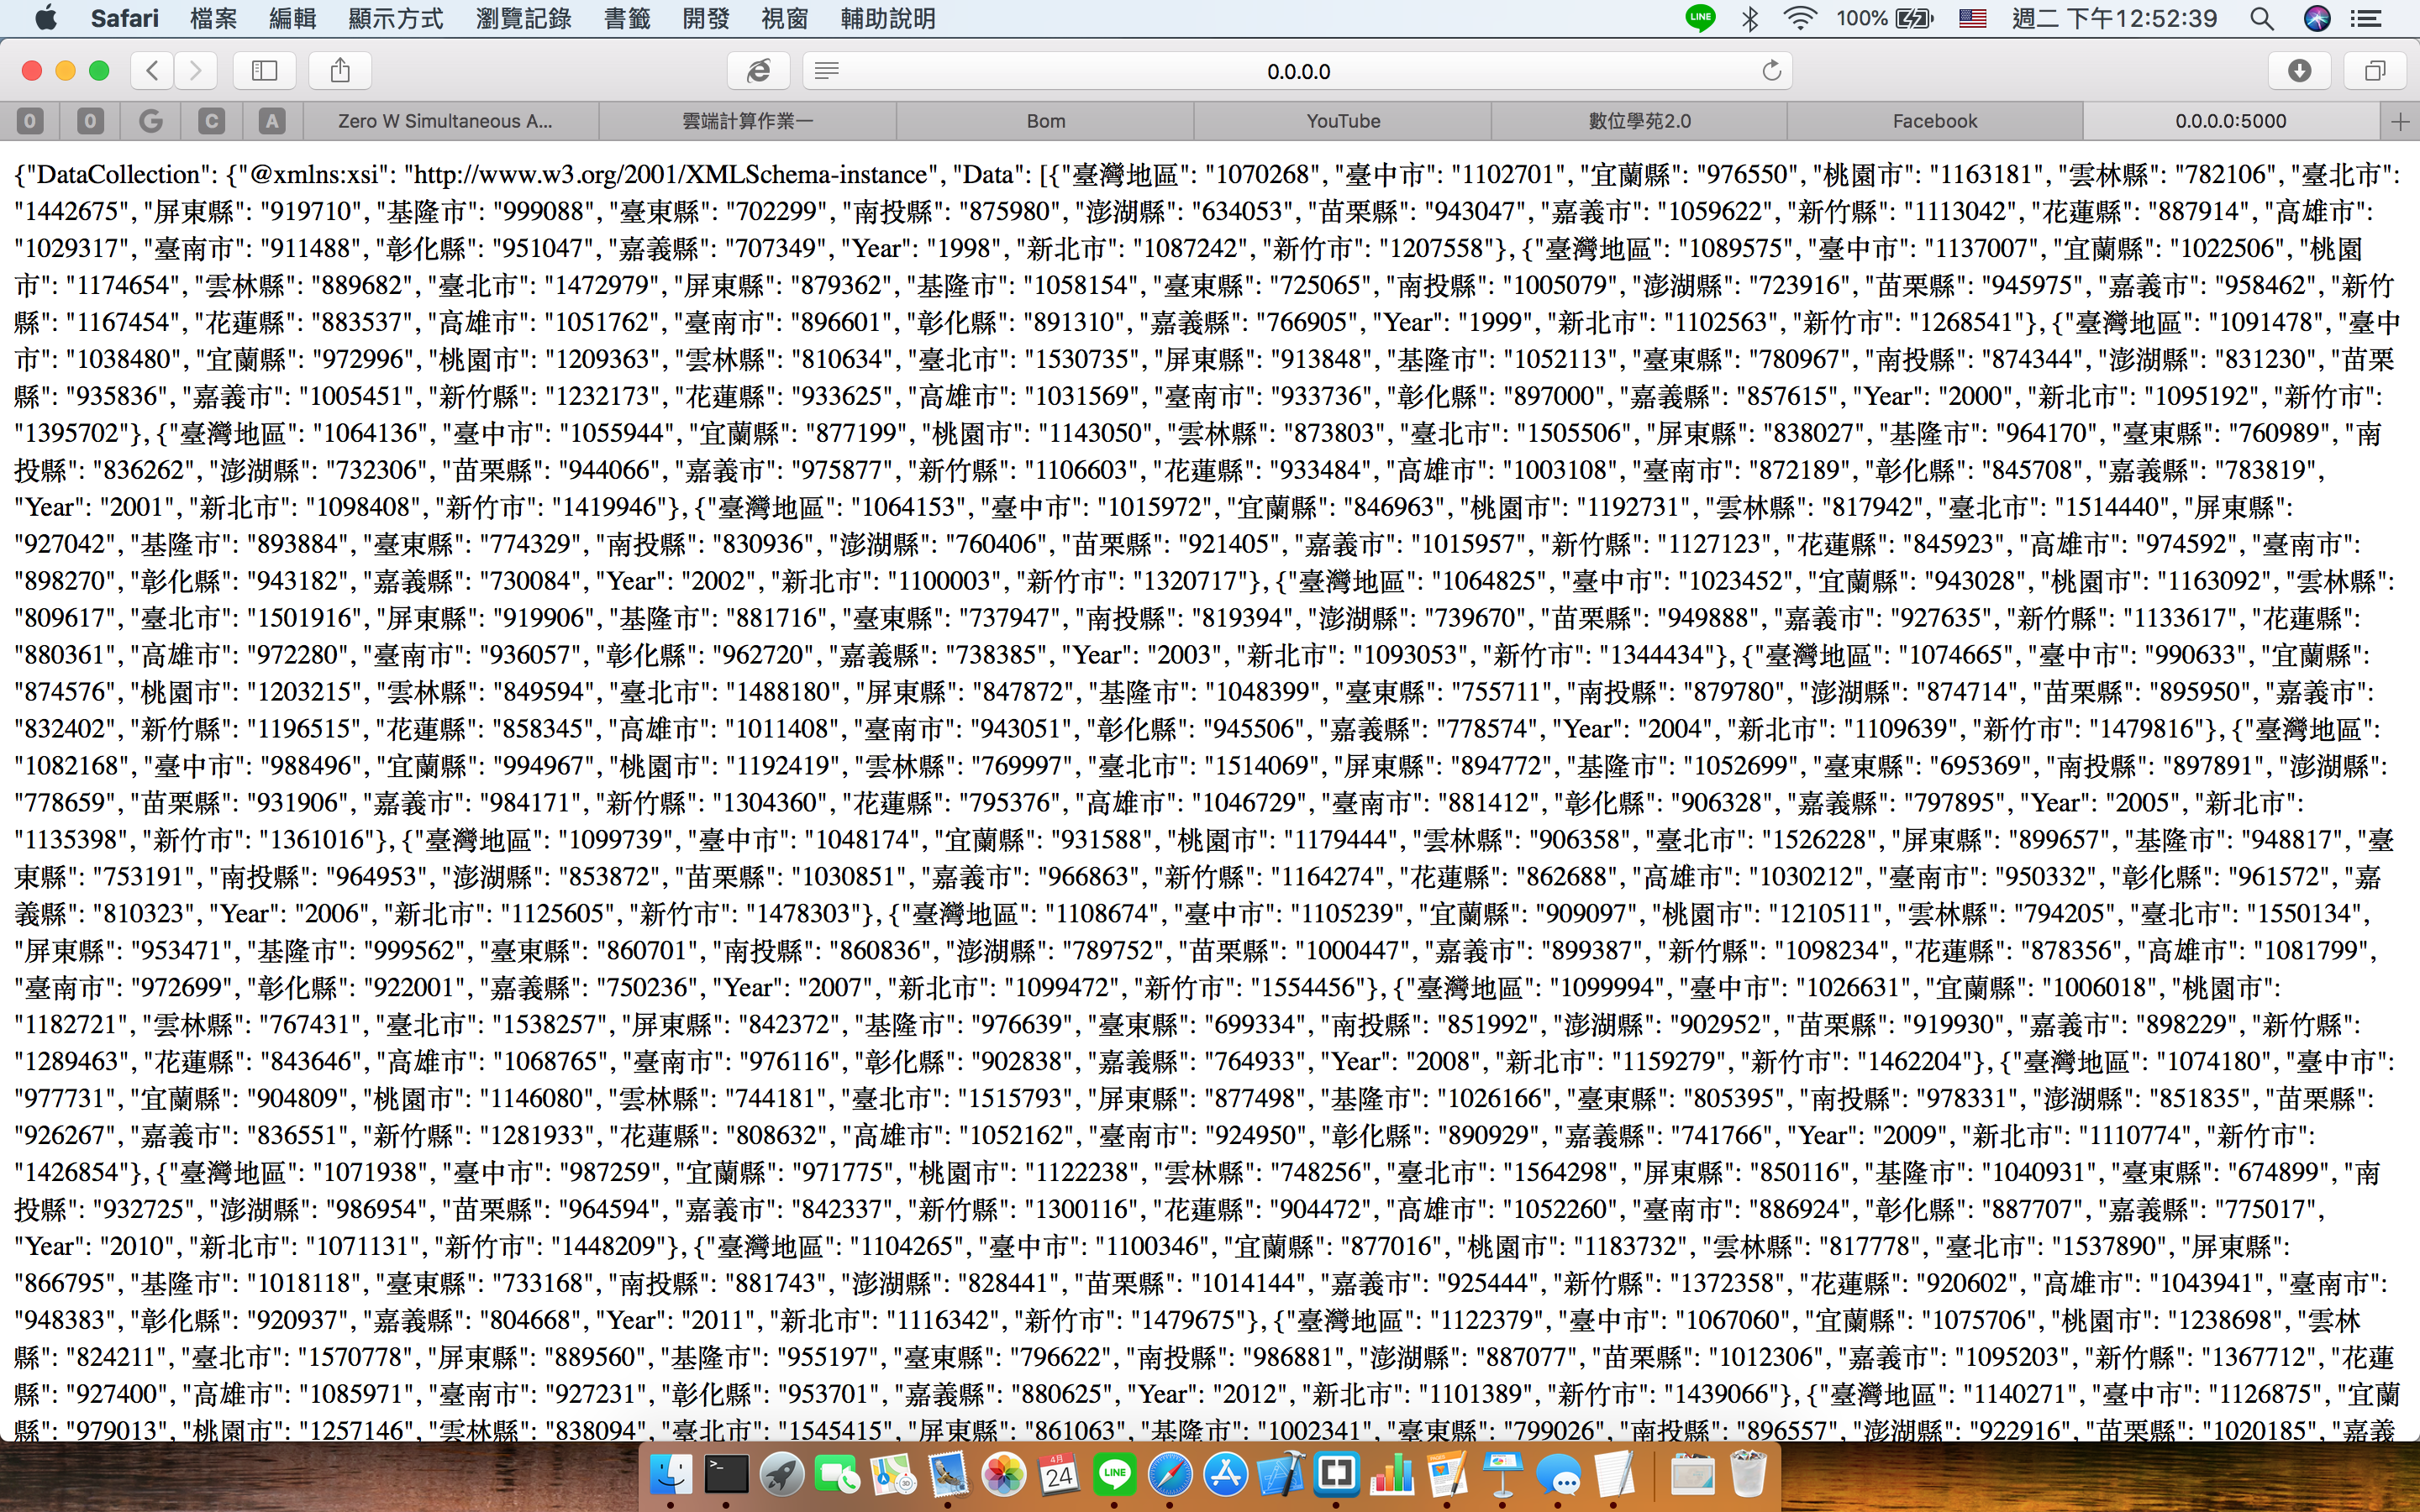 Safari 檔案 編輯 顯示方式 瀏覽記錄 書籤 開發 視窗 輔助說明 LINE 100% 週二 下午12:52:39
0.0.0.0
0 0 G C A Zero W Simultaneous A... 雲端計算作業一 Bom YouTube 數位學苑2.0 Facebook 0.0.0.0:5000
{"DataCollection": {"@xmlns:xsi": "http://www.w3.org/2001/XMLSchema-instance", "Data": [{"臺灣地區": "1070268", "臺中市": "1102701", "宜蘭縣": "976550", "桃園市": "1163181", "雲林縣": "782106", "臺北市":
"1442675", "屏東縣": "919710", "基隆市": "999088", "臺東縣": "702299", "南投縣": "875980", "澎湖縣": "634053", "苗栗縣": "943047", "嘉義市": "1059622", "新竹縣": "1113042", "花蓮縣": "887914", "高雄市":
"1029317", "臺南市": "911488", "彰化縣": "951047", "嘉義縣": "707349", "Year": "1998", "新北市": "1087242", "新竹市": "1207558"}, {"臺灣地區": "1089575", "臺中市": "1137007", "宜蘭縣": "1022506", "桃園
市": "1174654", "雲林縣": "889682", "臺北市": "1472979", "屏東縣": "879362", "基隆市": "1058154", "臺東縣": "725065", "南投縣": "1005079", "澎湖縣": "723916", "苗栗縣": "945975", "嘉義市": "958462", "新竹
縣": "1167454", "花蓮縣": "883537", "高雄市": "1051762", "臺南市": "896601", "彰化縣": "891310", "嘉義縣": "766905", "Year": "1999", "新北市": "1102563", "新竹市": "1268541"}, {"臺灣地區": "1091478", "臺中
市": "1038480", "宜蘭縣": "972996", "桃園市": "1209363", "雲林縣": "810634", "臺北市": "1530735", "屏東縣": "913848", "基隆市": "1052113", "臺東縣": "780967", "南投縣": "874344", "澎湖縣": "831230", "苗栗
縣": "935836", "嘉義市": "1005451", "新竹縣": "1232173", "花蓮縣": "933625", "高雄市": "1031569", "臺南市": "933736", "彰化縣": "897000", "嘉義縣": "857615", "Year": "2000", "新北市": "1095192", "新竹市":
"1395702"}, {"臺灣地區": "1064136", "臺中市": "1055944", "宜蘭縣": "877199", "桃園市": "1143050", "雲林縣": "873803", "臺北市": "1505506", "屏東縣": "838027", "基隆市": "964170", "臺東縣": "760989", "南
投縣": "836262", "澎湖縣": "732306", "苗栗縣": "944066", "嘉義市": "975877", "新竹縣": "1106603", "花蓮縣": "933484", "高雄市": "1003108", "臺南市": "872189", "彰化縣": "845708", "嘉義縣": "783819",
"Year": "2001", "新北市": "1098408", "新竹市": "1419946"}, {"臺灣地區": "1064153", "臺中市": "1015972", "宜蘭縣": "846963", "桃園市": "1192731", "雲林縣": "817942", "臺北市": "1514440", "屏東縣":
"927042", "基隆市": "893884", "臺東縣": "774329", "南投縣": "830936", "澎湖縣": "760406", "苗栗縣": "921405", "嘉義市": "1015957", "新竹縣": "1127123", "花蓮縣": "845923", "高雄市": "974592", "臺南市":
"898270", "彰化縣": "943182", "嘉義縣": "730084", "Year": "2002", "新北市": "1100003", "新竹市": "1320717"}, {"臺灣地區": "1064825", "臺中市": "1023452", "宜蘭縣": "943028", "桃園市": "1163092", "雲林縣":
"809617", "臺北市": "1501916", "屏東縣": "919906", "基隆市": "881716", "臺東縣": "737947", "南投縣": "819394", "澎湖縣": "739670", "苗栗縣": "949888", "嘉義市": "927635", "新竹縣": "1133617", "花蓮縣":
"880361", "高雄市": "972280", "臺南市": "936057", "彰化縣": "962720", "嘉義縣": "738385", "Year": "2003", "新北市": "1093053", "新竹市": "1344434"}, {"臺灣地區": "1074665", "臺中市": "990633", "宜蘭縣":
"874576", "桃園市": "1203215", "雲林縣": "849594", "臺北市": "1488180", "屏東縣": "847872", "基隆市": "1048399", "臺東縣": "755711", "南投縣": "879780", "澎湖縣": "874714", "苗栗縣": "895950", "嘉義市":
"832402", "新竹縣": "1196515", "花蓮縣": "858345", "高雄市": "1011408", "臺南市": "943051", "彰化縣": "945506", "嘉義縣": "778574", "Year": "2004", "新北市": "1109639", "新竹市": "1479816"}, {"臺灣地區":
"1082168", "臺中市": "988496", "宜蘭縣": "994967", "桃園市": "1192419", "雲林縣": "769997", "臺北市": "1514069", "屏東縣": "894772", "基隆市": "1052699", "臺東縣": "695369", "南投縣": "897891", "澎湖縣":
"778659", "苗栗縣": "931906", "嘉義市": "984171", "新竹縣": "1304360", "花蓮縣": "795376", "高雄市": "1046729", "臺南市": "881412", "彰化縣": "906328", "嘉義縣": "797895", "Year": "2005", "新北市":
"1135398", "新竹市": "1361016"}, {"臺灣地區": "1099739", "臺中市": "1048174", "宜蘭縣": "931588", "桃園市": "1179444", "雲林縣": "906358", "臺北市": "1526228", "屏東縣": "899657", "基隆市": "948817", "臺
東縣": "753191", "南投縣": "964953", "澎湖縣": "853872", "苗栗縣": "1030851", "嘉義市": "966863", "新竹縣": "1164274", "花蓮縣": "862688", "高雄市": "1030212", "臺南市": "950332", "彰化縣": "961572", "嘉
義縣": "810323", "Year": "2006", "新北市": "1125605", "新竹市": "1478303"}, {"臺灣地區": "1108674", "臺中市": "1105239", "宜蘭縣": "909097", "桃園市": "1210511", "雲林縣": "794205", "臺北市": "1550134",
"屏東縣": "953471", "基隆市": "999562", "臺東縣": "860701", "南投縣": "860836", "澎湖縣": "789752", "苗栗縣": "1000447", "嘉義市": "899387", "新竹縣": "1098234", "花蓮縣": "878356", "高雄市": "1081799",
"臺南市": "972699", "彰化縣": "922001", "嘉義縣": "750236", "Year": "2007", "新北市": "1099472", "新竹市": "1554456"}, {"臺灣地區": "1099994", "臺中市": "1026631", "宜蘭縣": "1006018", "桃園市":
"1182721", "雲林縣": "767431", "臺北市": "1538257", "屏東縣": "842372", "基隆市": "976639", "臺東縣": "699334", "南投縣": "851992", "澎湖縣": "902952", "苗栗縣": "919930", "嘉義市": "898229", "新竹縣":
"1289463", "花蓮縣": "843646", "高雄市": "1068765", "臺南市": "976116", "彰化縣": "902838", "嘉義縣": "764933", "Year": "2008", "新北市": "1159279", "新竹市": "1462204"}, {"臺灣地區": "1074180", "臺中市":
"977731", "宜蘭縣": "904809", "桃園市": "1146080", "雲林縣": "744181", "臺北市": "1515793", "屏東縣": "877498", "基隆市": "1026166", "臺東縣": "805395", "南投縣": "978331", "澎湖縣": "851835", "苗栗縣":
"926267", "嘉義市": "836551", "新竹縣": "1281933", "花蓮縣": "808632", "高雄市": "1052162", "臺南市": "924950", "彰化縣": "890929", "嘉義縣": "741766", "Year": "2009", "新北市": "1110774", "新竹市":
"1426854"}, {"臺灣地區": "1071938", "臺中市": "987259", "宜蘭縣": "971775", "桃園市": "1122238", "雲林縣": "748256", "臺北市": "1564298", "屏東縣": "850116", "基隆市": "1040931", "臺東縣": "674899", "南
投縣": "932725", "澎湖縣": "986954", "苗栗縣": "964594", "嘉義市": "842337", "新竹縣": "1300116", "花蓮縣": "904472", "高雄市": "1052260", "臺南市": "886924", "彰化縣": "887707", "嘉義縣": "775017",
"Year": "2010", "新北市": "1071131", "新竹市": "1448209"}, {"臺灣地區": "1104265", "臺中市": "1100346", "宜蘭縣": "877016", "桃園市": "1183732", "雲林縣": "817778", "臺北市": "1537890", "屏東縣":
"866795", "基隆市": "1018118", "臺東縣": "733168", "南投縣": "881743", "澎湖縣": "828441", "苗栗縣": "1014144", "嘉義市": "925444", "新竹縣": "1372358", "花蓮縣": "920602", "高雄市": "1043941", "臺南市":
"948383", "彰化縣": "920937", "嘉義縣": "804668", "Year": "2011", "新北市": "1116342", "新竹市": "1479675"}, {"臺灣地區": "1122379", "臺中市": "1067060", "宜蘭縣": "1075706", "桃園市": "1238698", "雲林
縣": "824211", "臺北市": "1570778", "屏東縣": "889560", "基隆市": "955197", "臺東縣": "796622", "南投縣": "986881", "澎湖縣": "887077", "苗栗縣": "1012306", "嘉義市": "1095203", "新竹縣": "1367712", "花蓮
縣": "927400", "高雄市": "1085971", "臺南市": "927231", "彰化縣": "953701", "嘉義縣": "880625", "Year": "2012", "新北市": "1101389", "新竹市": "1439066"}, {"臺灣地區": "1140271", "臺中市": "1126875", "宜蘭
縣": "979013", "桃園市": "1257146", "雲林縣": "838094", "臺北市": "1545415", "屏東縣": "861063", "基隆市": "1002341", "臺東縣": "799026", "南投縣": "896557", "澎湖縣": "922916", "苗栗縣": "1020185", "嘉義
4月
24
LINE